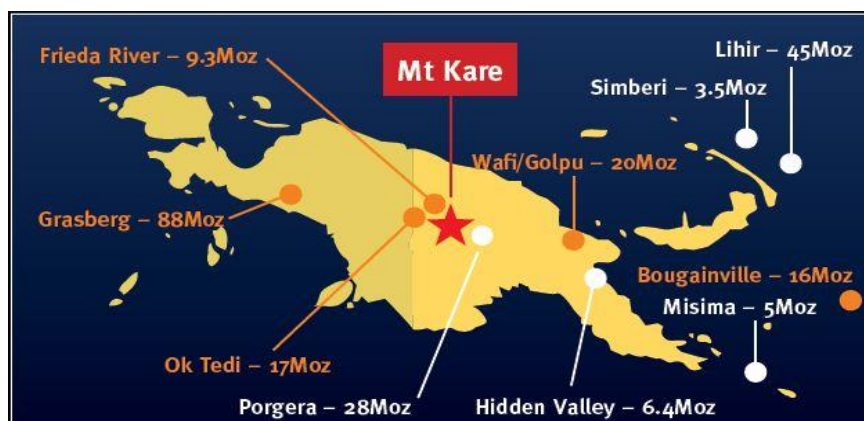 Lihir – 45Moz
Frieda River – 9.3Moz
Mt Kare
Simberi – 3.5Moz
Wafi/Golpu – 20Moz
Grasberg – 88Moz
Bougainville – 16Moz
Misima – 5Moz
Ok Tedi – 17Moz
Porgera – 28Moz
Hidden Valley – 6.4Moz